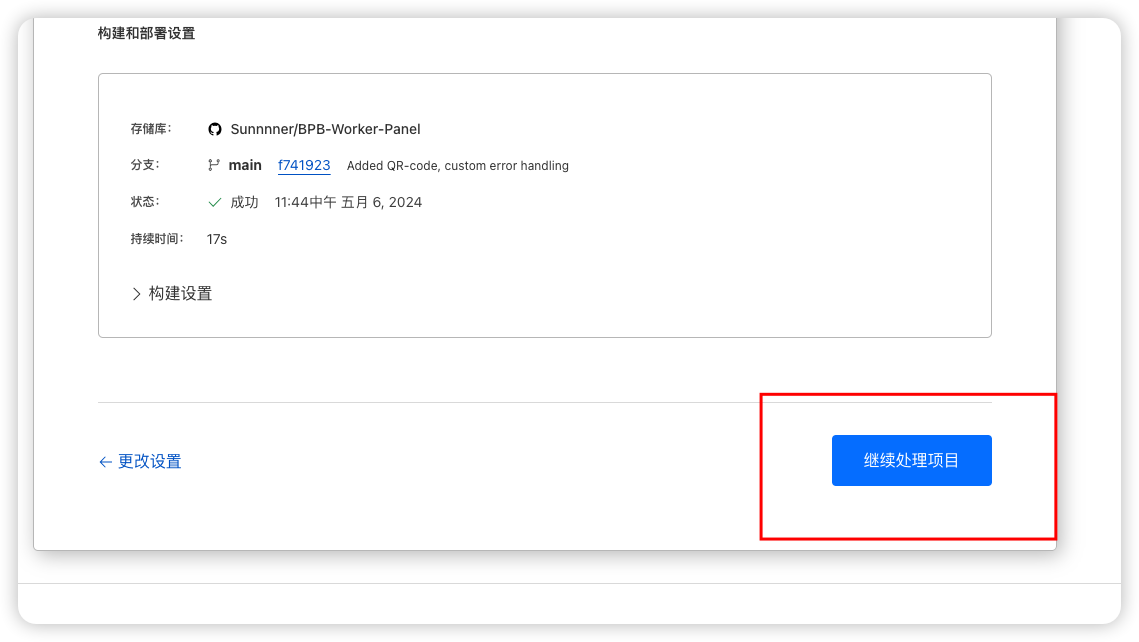 构建和部署设置
存储库： Sunnnner/BPB-Worker-Panel
分支： main f741923 Added QR-code, custom error handling
状态： 成功 11:44中午 五月 6, 2024
持续时间： 17s
构建设置
更改设置
继续处理项目